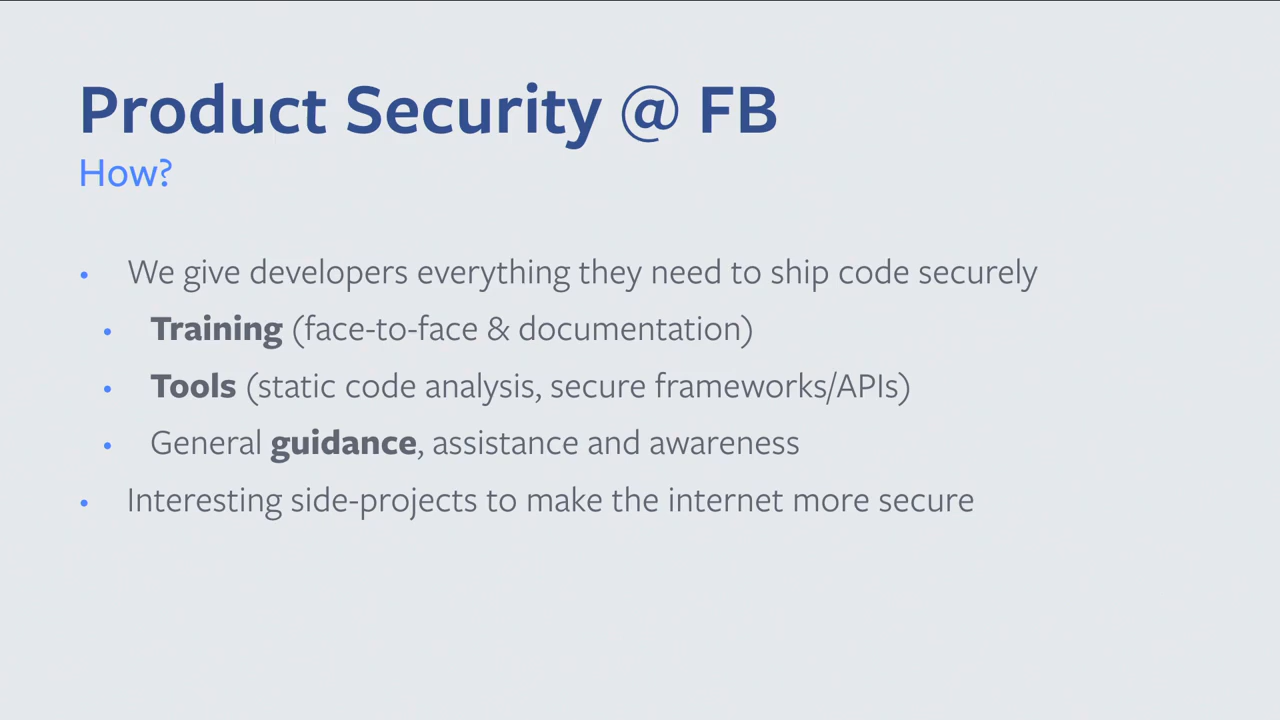 Product Security @ FB
How?
• We give developers everything they need to ship code securely
• Training (face-to-face & documentation)
• Tools (static code analysis, secure frameworks/APIs)
• General guidance, assistance and awareness
• Interesting side-projects to make the internet more secure